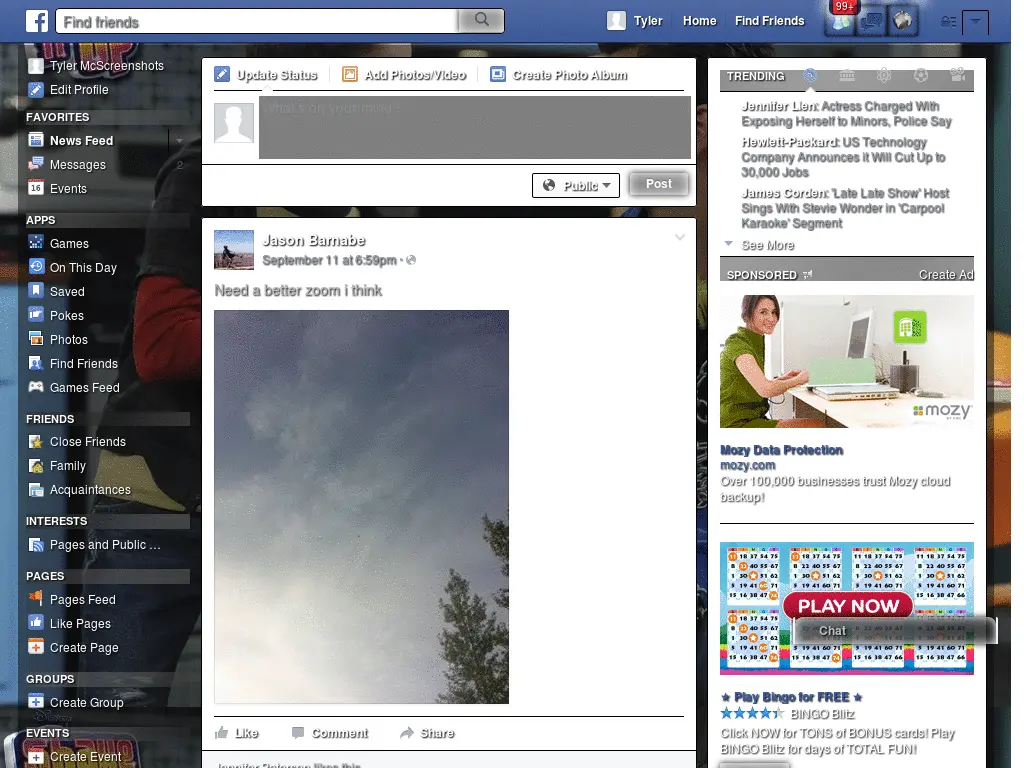 f
Find friends
Tyler
Home
Find Friends
99+
Tyler McScreenshots
Edit Profile
FAVORITES
News Feed
Messages
2
16
Events
APPS
Games
On This Day
Saved
Pokes
Photos
Find Friends
Games Feed
FRIENDS
Close Friends
Family
Acquaintances
INTERESTS
Pages and Public ...
PAGES
Pages Feed
Like Pages
Create Page
GROUPS
Create Group
EVENTS
Create Event
Update Status
Add Photos/Video
Create Photo Album
What's on your mind?
Public
Post
Jason Barnabe
September 11 at 6:59pm ·
Need a better zoom i think
Like
Comment
Share
TRENDING
Jennifer Lien: Actress Charged With
Exposing Herself to Minors, Police Say
Hewlett-Packard: US Technology
Company Announces it Will Cut Up to
30,000 Jobs
James Corden: 'Late Late Show' Host
Sings With Stevie Wonder in 'Carpool
Karaoke' Segment
See More
SPONSORED
Create Ad
mozy
Mozy Data Protection
mozy.com
Over 100,000 businesses trust Mozy cloud
backup!
PLAY NOW
Chat
★ Play Bingo for FREE ★
BINGO Blitz
Click NOW for TONS of BONUS cards! Play
BINGO Blitz for days of TOTAL FUN!